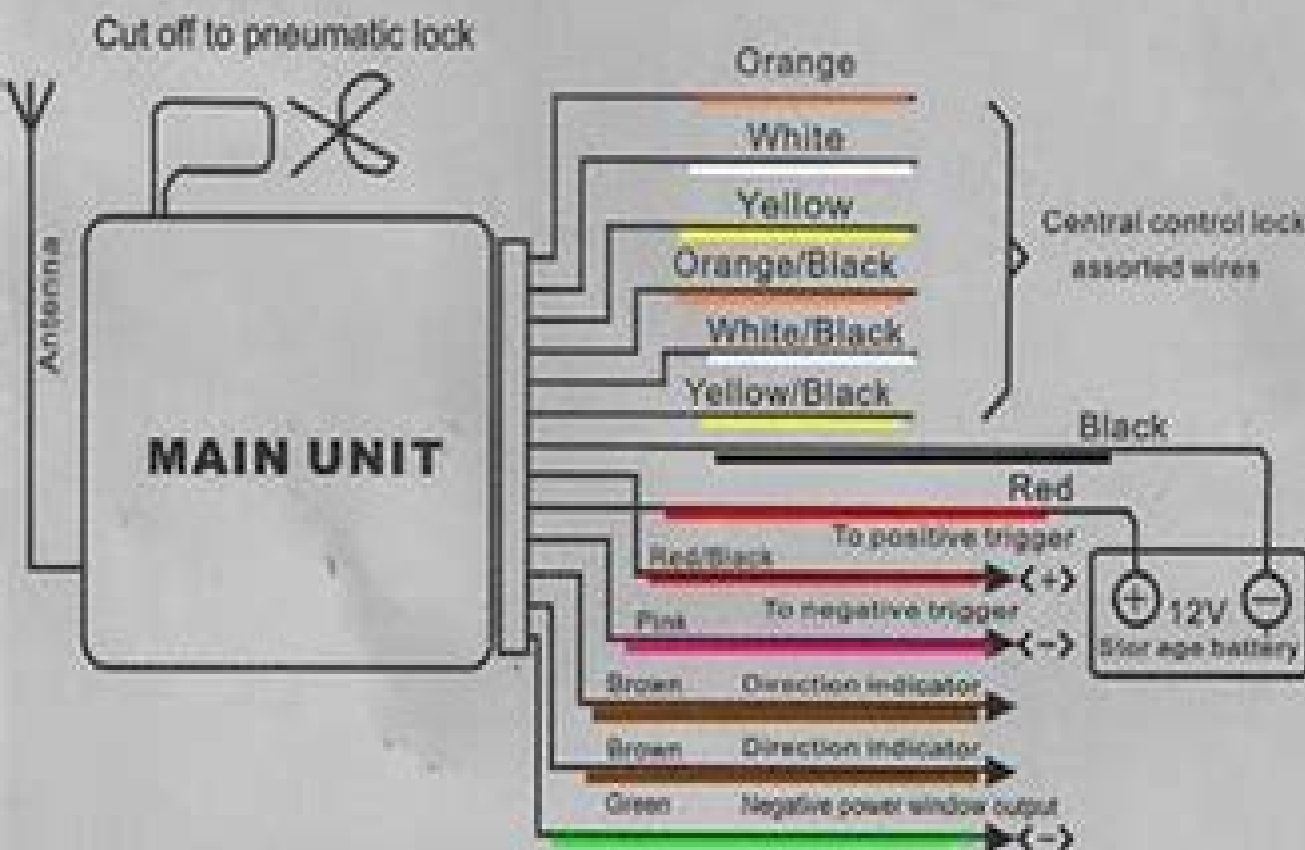 Cut off to pneumatic lock
Antenna
MAIN UNIT
Orange
White
Yellow
Orange/Black
White/Black
Yellow/Black
Central control lock
assorted wires
Black
Red
To positive trigger
Red/Black
(+)
To negative trigger
Pink
(-)
+ 12V −
Storage battery
Brown Direction indicator
Brown Direction indicator
Green Negative power window output
(-)